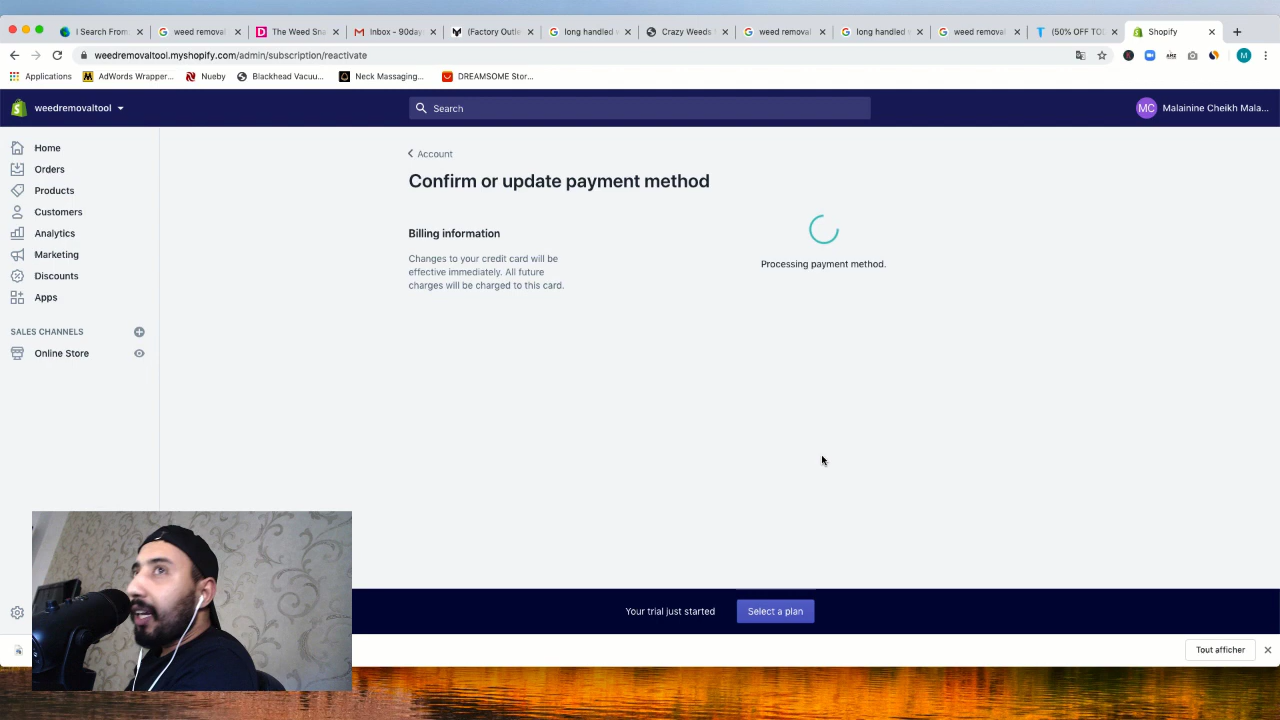 I Search From
weed removal
The Weed Sna
Inbox - 90day
(Factory Outle
long handled w
Crazy Weeds
weed removal
long handled w
weed removal
(50% OFF TO
Shopify
weedremovaltool.myshopify.com/admin/subscription/reactivate
Applications
AdWords Wrapper...
Nueby
Blackhead Vacuu...
Neck Massaging...
DREAMSOME Stor...
weedremovaltool
Search
MC
Malainine Cheikh Mala...
Home
Orders
Products
Customers
Analytics
Marketing
Discounts
Apps
SALES CHANNELS
Online Store
Account
Confirm or update payment method
Billing information
Changes to your credit card will be
effective immediately. All future
charges will be charged to this card.
Processing payment method.
Your trial just started
Select a plan
Tout afficher